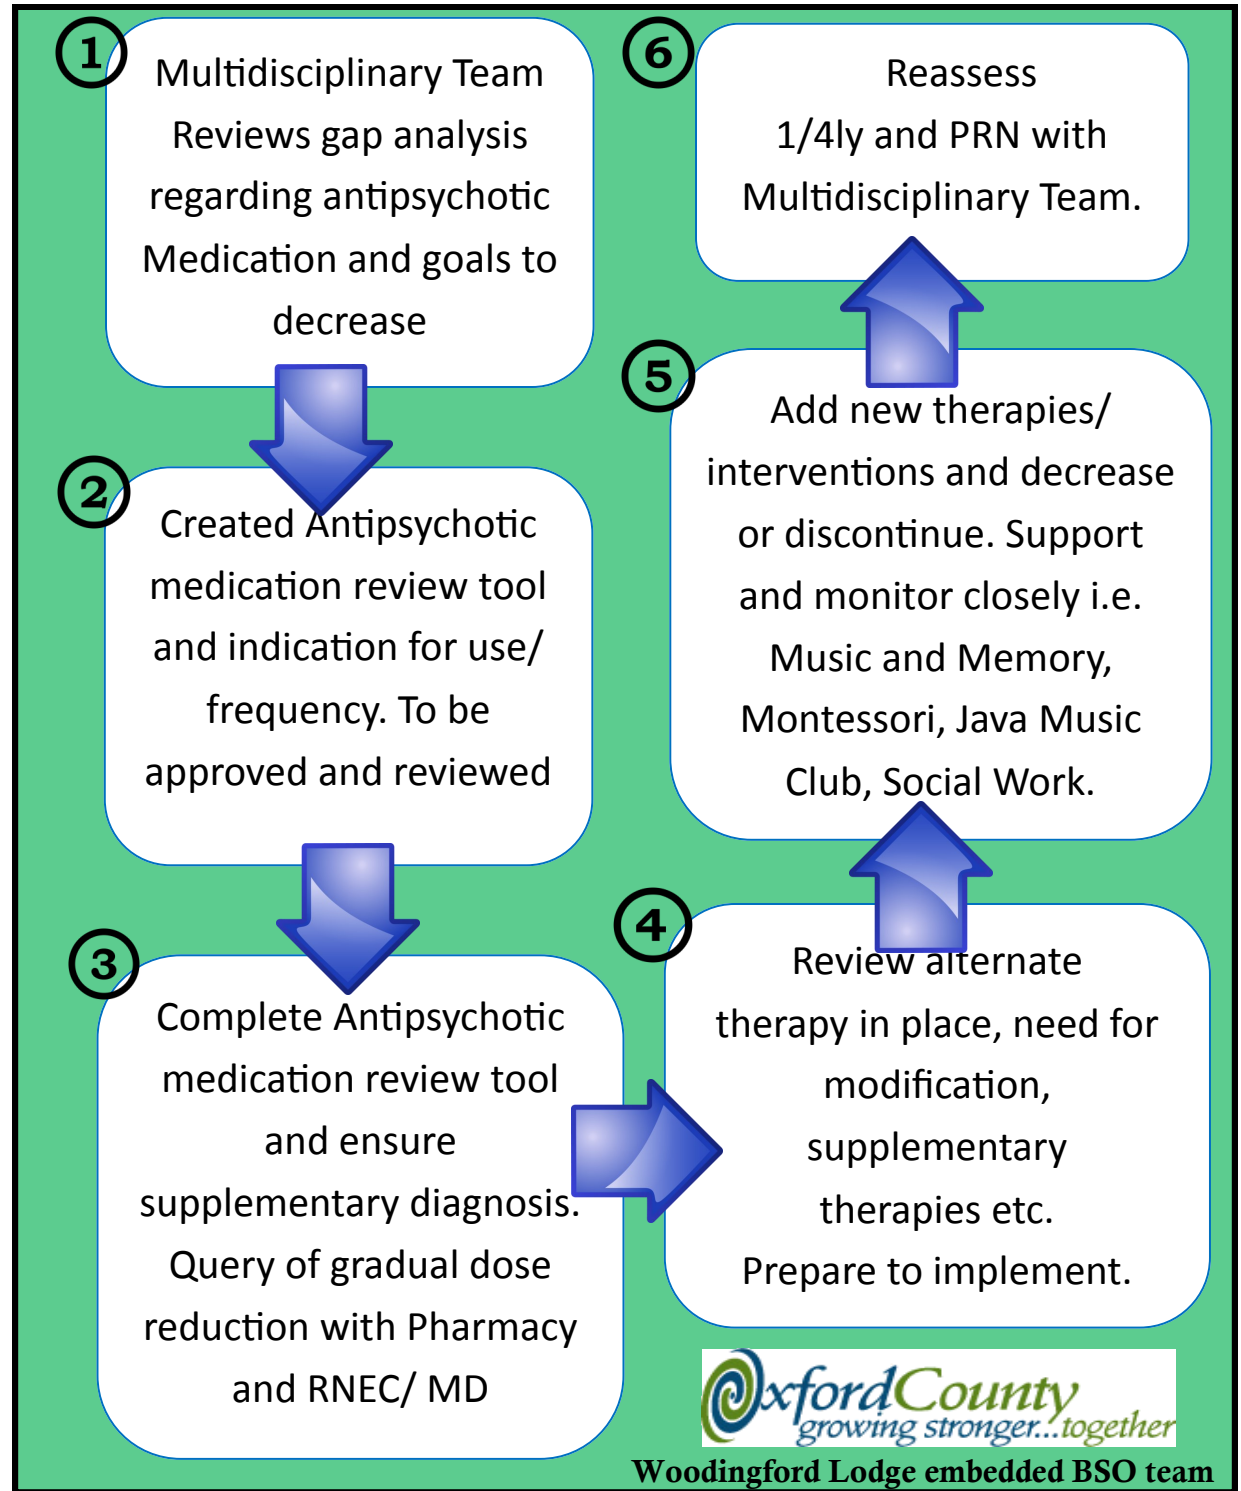 1
Multidisciplinary Team
Reviews gap analysis
regarding antipsychotic
Medication and goals to
decrease
2
Created Antipsychotic
medication review tool
and indication for use/
frequency. To be
approved and reviewed
3
Complete Antipsychotic
medication review tool
and ensure
supplementary diagnosis.
Query of gradual dose
reduction with Pharmacy
and RNEC/ MD
4
Review alternate
therapy in place, need for
modification,
supplementary
therapies etc.
Prepare to implement.
5
Add new therapies/
interventions and decrease
or discontinue. Support
and monitor closely i.e.
Music and Memory,
Montessori, Java Music
Club, Social Work.
6
Reassess
1/4ly and PRN with
Multidisciplinary Team.
OxfordCounty
growing stronger...together
Woodingford Lodge embedded BSO team